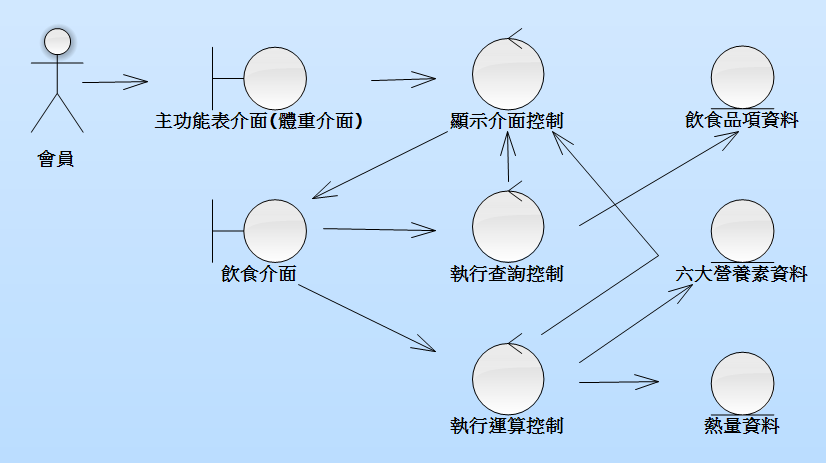 主功能表介面(體重介面)
顯示介面控制
飲食品項資料
會員
飲食介面
執行查詢控制
六大營養素資料
執行運算控制
熱量資料